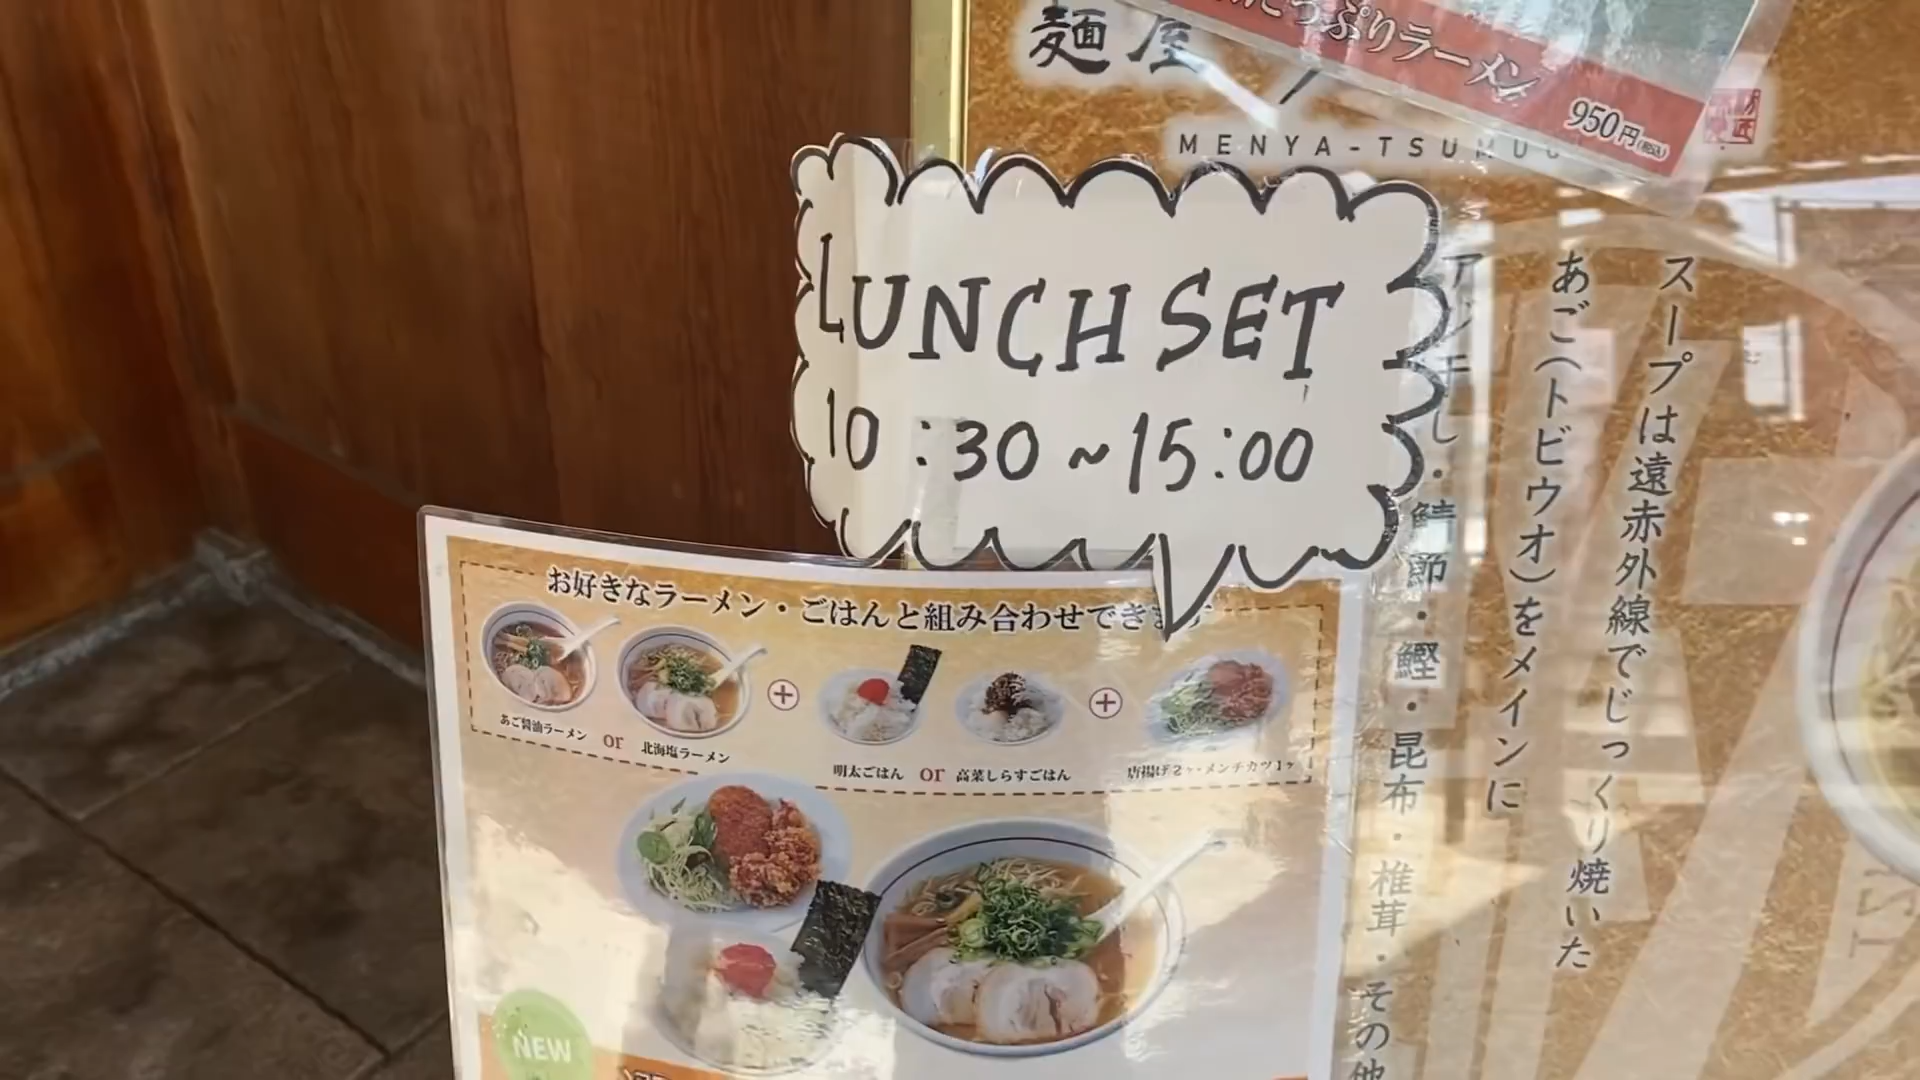 麺屋
たっぷりラーメン
950円(税込)
MENYA-TSUMUG
LUNCH SET
10:30~15:00
スープは遠赤外線でじっくり焼いた
あご(トビウオ)をメインに
し・鯖節・鰹・昆布・椎茸・その他
お好きなラーメン・ごはんと組み合わせでき
あご醤油ラーメン or 北海塩ラーメン
明太ごはん or 高菜しらすごはん
唐揚げ2ヶ・メンチカツ1ヶ
NEW